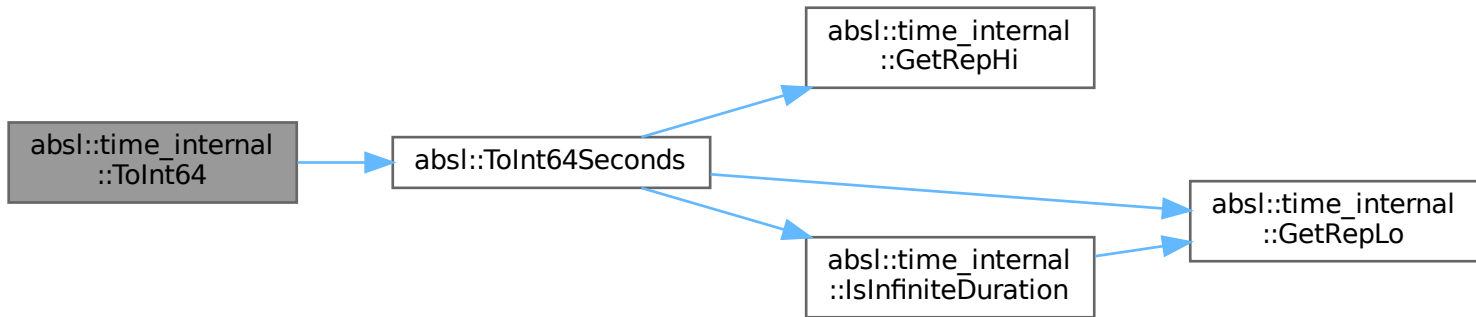 absl::time_internal
::ToInt64
absl::ToInt64Seconds
absl::time_internal
::GetRepHi
absl::time_internal
::IsInfiniteDuration
absl::time_internal
::GetRepLo